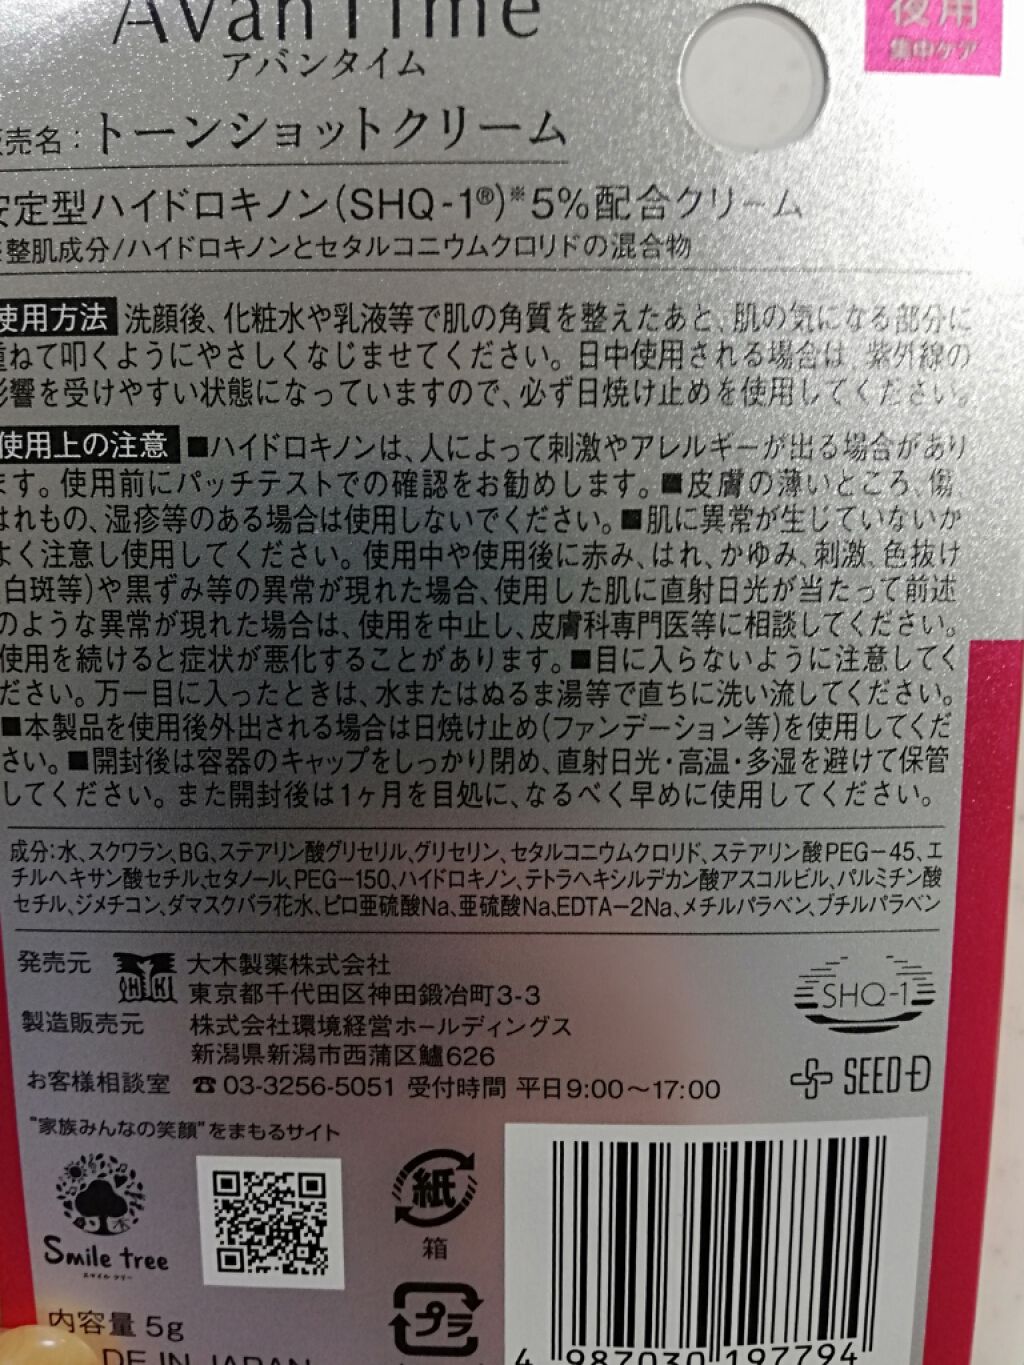 AvanTime
夜用
集中ケア
アバンタイム
売名：トーンショットクリーム
安定型ハイドロキノン(SHQ-1®)※5%配合クリーム
※整肌成分/ハイドロキノンとセタルコニウムクロリドの混合物
使用方法 洗顔後、化粧水や乳液等で肌の角質を整えたあと、肌の気になる部分に
重ねて叩くようにやさしくなじませてください。日中使用される場合は、紫外線の
影響を受けやすい状態になっていますので、必ず日焼け止めを使用してください。
使用上の注意 ■ハイドロキノンは、人によって刺激やアレルギーが出る場合があり
ます。使用前にパッチテストでの確認をお勧めします。■皮膚の薄いところ、傷、
はれもの、湿疹等のある場合は使用しないでください。■肌に異常が生じていないか
よく注意し使用してください。使用中や使用後に赤み、はれ、かゆみ、刺激、色抜け
(白斑等)や黒ずみ等の異常が現れた場合、使用した肌に直射日光が当たって前述
のような異常が現れた場合は、使用を中止し、皮膚科専門医等に相談してください。
使用を続けると症状が悪化することがあります。■目に入らないように注意してく
ださい。万一目に入ったときは、水またはぬるま湯等で直ちに洗い流してください。
■本製品を使用後外出される場合は日焼け止め(ファンデーション等)を使用してくだ
さい。■開封後は容器のキャップをしっかり閉め、直射日光・高温・多湿を避けて保管
してください。また開封後は1ヶ月を目処に、なるべく早めに使用してください。
成分:水、スクワラン、BG、ステアリン酸グリセリル、グリセリン、セタルコニウムクロリド、ステアリン酸PEG－45、エ
チルヘキサン酸セチル、セタノール、PEG－150、ハイドロキノン、テトラヘキシルデカン酸アスコルビル、パルミチン酸
セチル、ジメチコン、ダマスクバラ花水、ピロ亜硫酸Na、亜硫酸Na、EDTA－2Na、メチルパラベン、ブチルパラベン
発売元 大木製薬株式会社
東京都千代田区神田鍛冶町3-3
製造販売元 株式会社環境経営ホールディングス
新潟県新潟市西蒲区鱸626
お客様相談室 ☎03-3256-5051 受付時間 平日9:00～17:00
SHQ-1
SEED-D
"家族みんなの笑顔"をまもるサイト
Smile tree
スマイル ツリー
紙
箱
プラ
内容量 5g
DE IN JAPAN
4 987030 197794